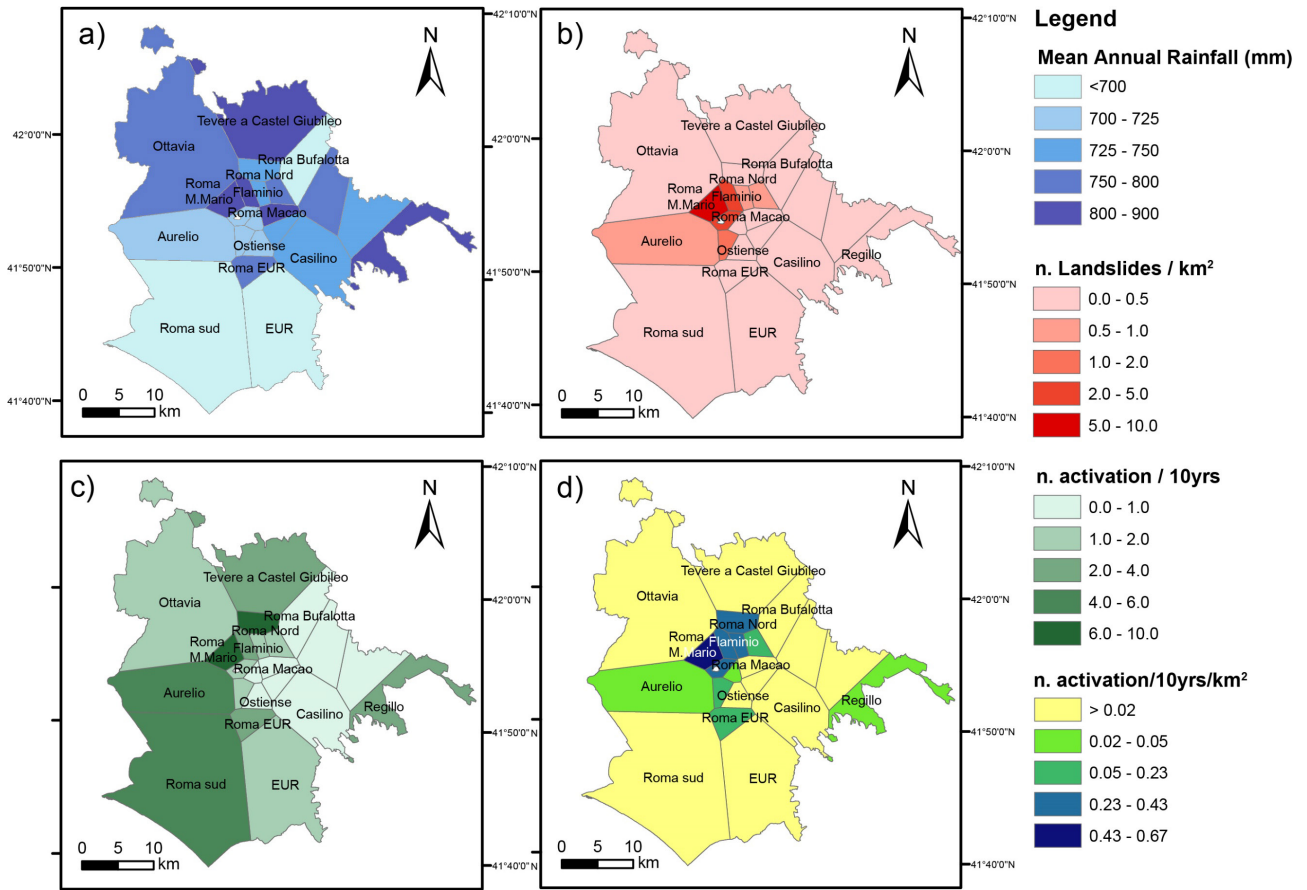 a)
N
42°10'0"N
42°0'0"N
41°50'0"N
41°40'0"N
Tevere a Castel Giubileo
Ottavia
Roma Bufalotta
Roma Nord
Roma
M.Mario
Flaminio
Roma Macao
Aurelio
Ostiense
Casilino
Roma EUR
Roma sud
EUR
0 5 10
km
b)
N
42°10'0"N
42°0'0"N
41°50'0"N
41°40'0"N
Tevere a Castel Giubileo
Ottavia
Roma Bufalotta
Roma Nord
Roma
M.Mario
Flaminio
Roma Macao
Aurelio
Ostiense
Regillo
Casilino
Roma EUR
Roma sud
EUR
0 5 10
km
Legend
Mean Annual Rainfall (mm)
<700
700 - 725
725 - 750
750 - 800
800 - 900
n. Landslides / km²
0.0 - 0.5
0.5 - 1.0
1.0 - 2.0
2.0 - 5.0
5.0 - 10.0
c)
N
42°10'0"N
42°0'0"N
41°50'0"N
41°40'0"N
Tevere a Castel Giubileo
Ottavia
Roma Bufalotta
Roma Nord
Roma
M.Mario
Flaminio
Roma Macao
Aurelio
Ostiense
Regillo
Casilino
Roma EUR
Roma sud
EUR
0 5 10
km
d)
N
42°10'0"N
42°0'0"N
41°50'0"N
41°40'0"N
Tevere a Castel Giubileo
Ottavia
Roma Bufalotta
Roma Nord
Roma
M.Mario
Flaminio
Roma Macao
Aurelio
Ostiense
Regillo
Casilino
Roma EUR
Roma sud
EUR
0 5 10
km
n. activation / 10yrs
0.0 - 1.0
1.0 - 2.0
2.0 - 4.0
4.0 - 6.0
6.0 - 10.0
n. activation/10yrs/km²
> 0.02
0.02 - 0.05
0.05 - 0.23
0.23 - 0.43
0.43 - 0.67